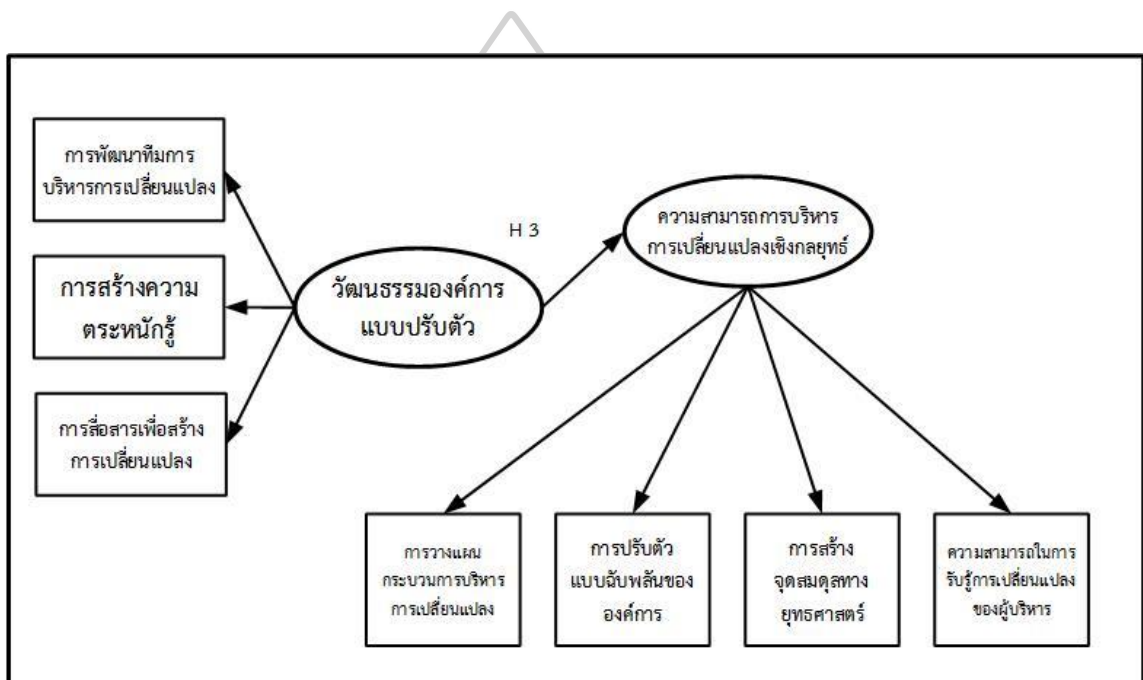 การพัฒนาทีมการ
บริหารการเปลี่ยนแปลง
การสร้างความ
ตระหนักรู้
การสื่อสารเพื่อสร้าง
การเปลี่ยนแปลง
วัฒนธรรมองค์การ
แบบปรับตัว
H 3
ความสามารถการบริหาร
การเปลี่ยนแปลงเชิงกลยุทธ์
การวางแผน
กระบวนการบริหาร
การเปลี่ยนแปลง
การปรับตัว
แบบฉับพลันของ
องค์การ
การสร้าง
จุดสมดุลทาง
ยุทธศาสตร์
ความสามารถในการ
รับรู้การเปลี่ยนแปลง
ของผู้บริหาร